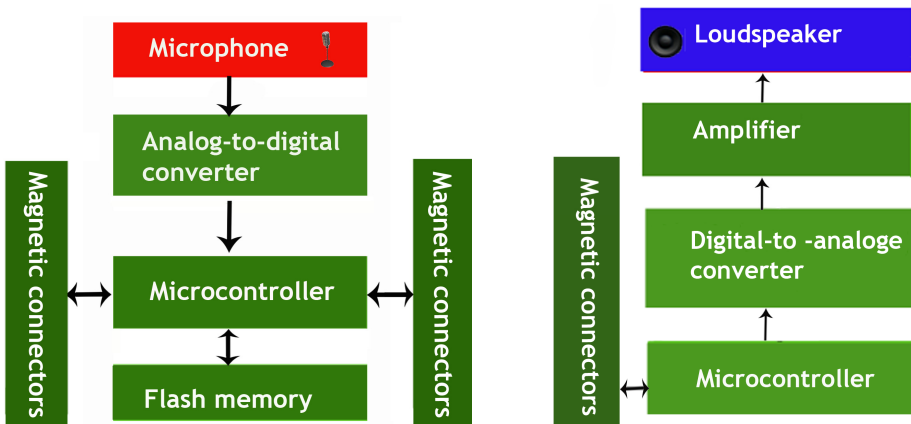 Microphone
Analog-to-digital
converter
Magnetic connectors
Microcontroller
Magnetic connectors
Flash memory
Loudspeaker
Amplifier
Magnetic connectors
Digital-to -analoge
converter
Microcontroller